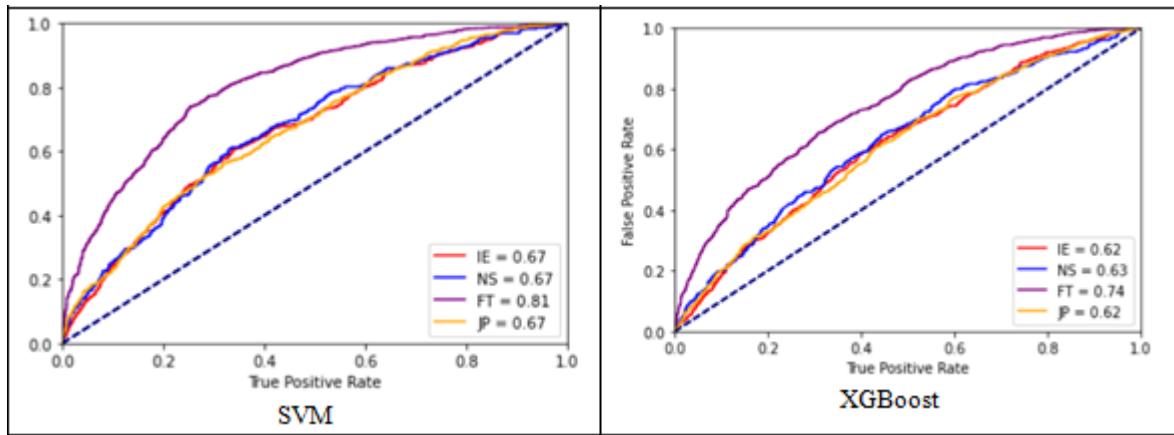 1.0
0.8
0.6
0.4
0.2
0.0
0.0 0.2 0.4 0.6 0.8 1.0
True Positive Rate
IE = 0.67
NS = 0.67
FT = 0.81
JP = 0.67
SVM
False Positive Rate
1.0
0.8
0.6
0.4
0.2
0.0
0.0 0.2 0.4 0.6 0.8 1.0
True Positive Rate
IE = 0.62
NS = 0.63
FT = 0.74
JP = 0.62
XGBoost